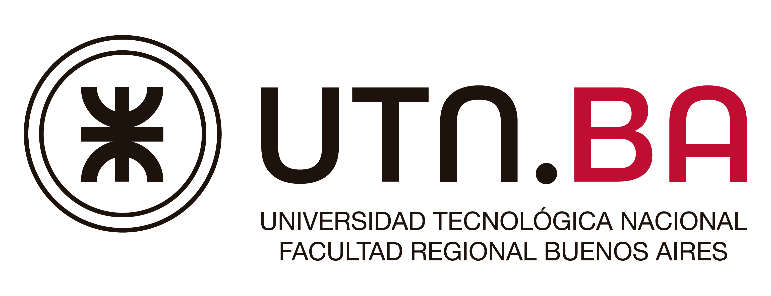 UTN.BA
UNIVERSIDAD TECNOLÓGICA NACIONAL
FACULTAD REGIONAL BUENOS AIRES